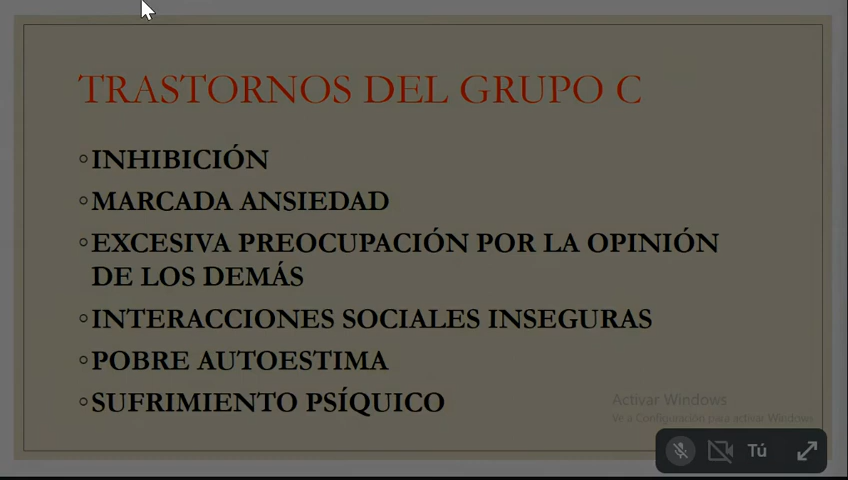 TRASTORNOS DEL GRUPO C
◦INHIBICIÓN
◦MARCADA ANSIEDAD
◦EXCESIVA PREOCUPACIÓN POR LA OPINIÓN
DE LOS DEMÁS
◦INTERACCIONES SOCIALES INSEGURAS
◦POBRE AUTOESTIMA
◦SUFRIMIENTO PSÍQUICO
Activar Windows
Ve a Configuración para activar Windows.
Tú